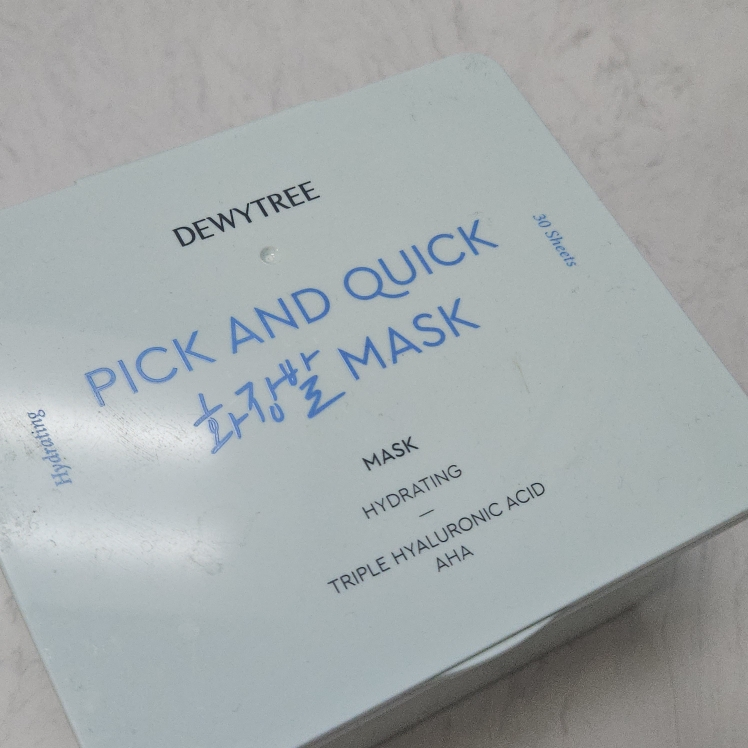 DEWYTREE
30 Sheets
PICK AND QUICK
화장발 MASK
Hydrating
MASK
HYDRATING
—
TRIPLE HYALURONIC ACID
AHA